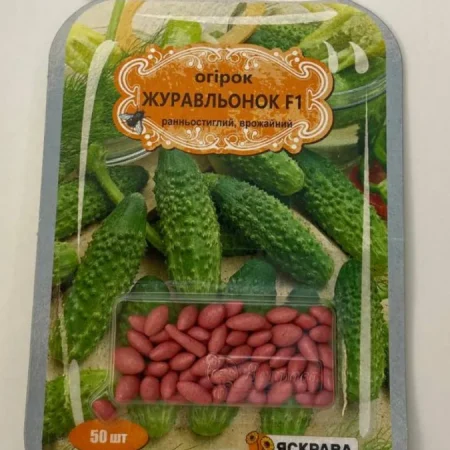 огірок
ЖУРАВЛЬОНОК F1
ранньостиглий, врожайний
50 шт
ЯСКРАВА